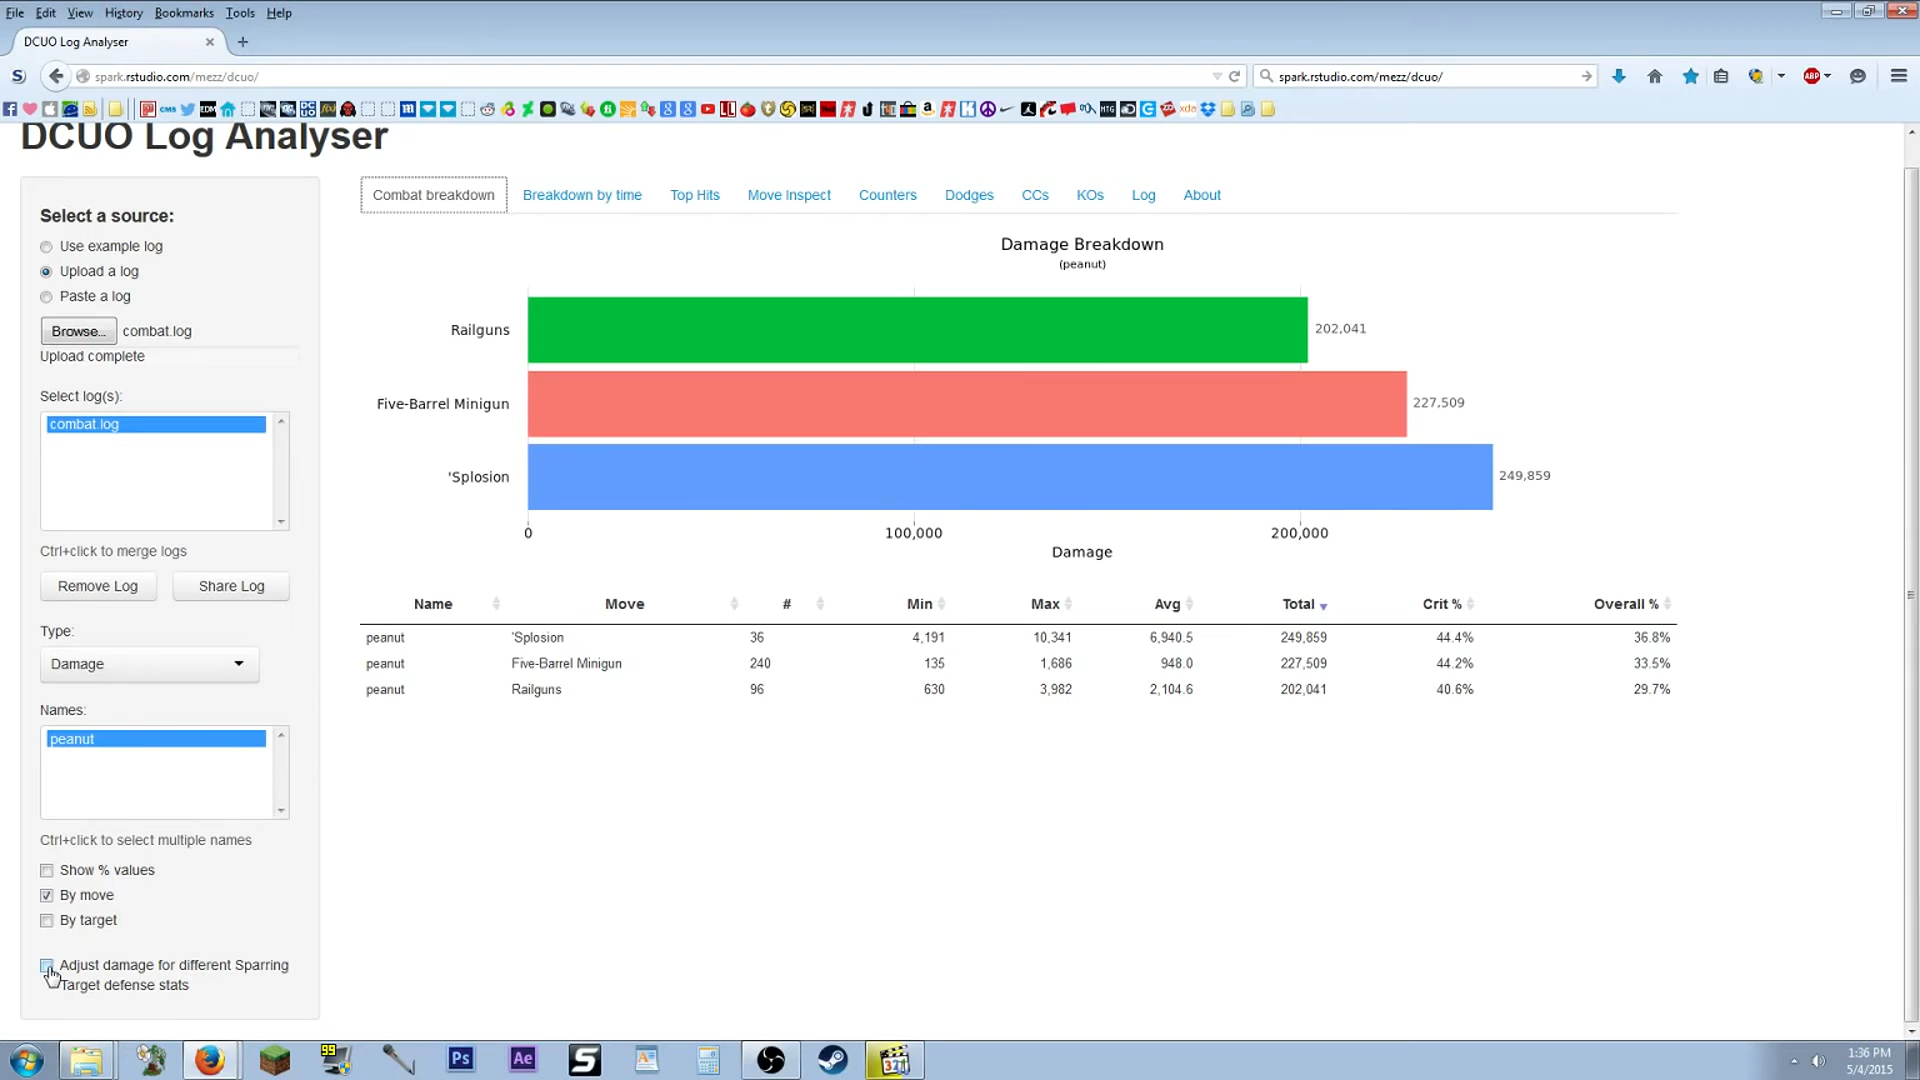 File Edit View History Bookmarks Tools Help
DCUO Log Analyser
spark.rstudio.com/mezz/dcuo/
spark.rstudio.com/mezz/dcuo/
DCUO Log Analyser
Select a source:
Use example log
Upload a log
Paste a log
Browse... combat.log
Upload complete
Select log(s):
combat.log
Ctrl+click to merge logs
Remove Log Share Log
Type:
Damage
Names:
peanut
Ctrl+click to select multiple names
Show % values
By move
By target
Adjust damage for different Sparring
Target defense stats
Combat breakdown Breakdown by time Top Hits Move Inspect Counters Dodges CCs KOs Log About
Damage Breakdown
(peanut)
Railguns 202,041
Five-Barrel Minigun 227,509
'Splosion 249,859
0 100,000 200,000
Damage
Name Move # Min Max Avg Total Crit % Overall %
peanut 'Splosion 36 4,191 10,341 6,940.5 249,859 44.4% 36.8%
peanut Five-Barrel Minigun 240 135 1,686 948.0 227,509 44.2% 33.5%
peanut Railguns 96 630 3,982 2,104.6 202,041 40.6% 29.7%
99 Ps Ae S 321
1:36 PM
5/4/2015